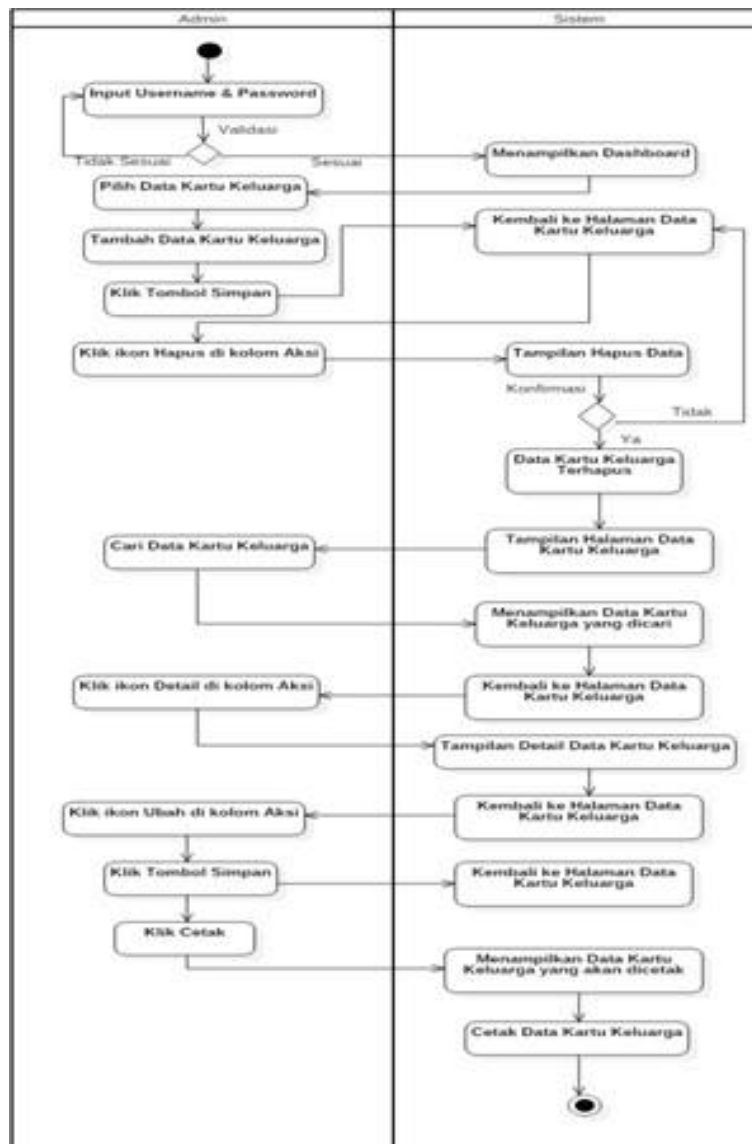 Admin
Sistem
Input Username & Password
Validasi
Tidak Sesuai
Sesuai
Menampilkan Dashboard
Pilih Data Kartu Keluarga
Tambah Data Kartu Keluarga
Kembali ke Halaman Data
Kartu Keluarga
Klik Tombol Simpan
Klik ikon Hapus di kolom Aksi
Tampilan Hapus Data
Konfirmasi
Tidak
Ya
Data Kartu Keluarga
Terhapus
Cari Data Kartu Keluarga
Tampilan Halaman Data
Kartu Keluarga
Menampilkan Data Kartu
Keluarga yang dicari
Klik ikon Detail di kolom Aksi
Kembali ke Halaman Data
Kartu Keluarga
Tampilan Detail Data Kartu Keluarga
Klik ikon Ubah di kolom Aksi
Kembali ke Halaman Data
Kartu Keluarga
Klik Tombol Simpan
Kembali ke Halaman Data
Kartu Keluarga
Klik Cetak
Menampilkan Data Kartu
Keluarga yang akan dicetak
Cetak Data Kartu Keluarga